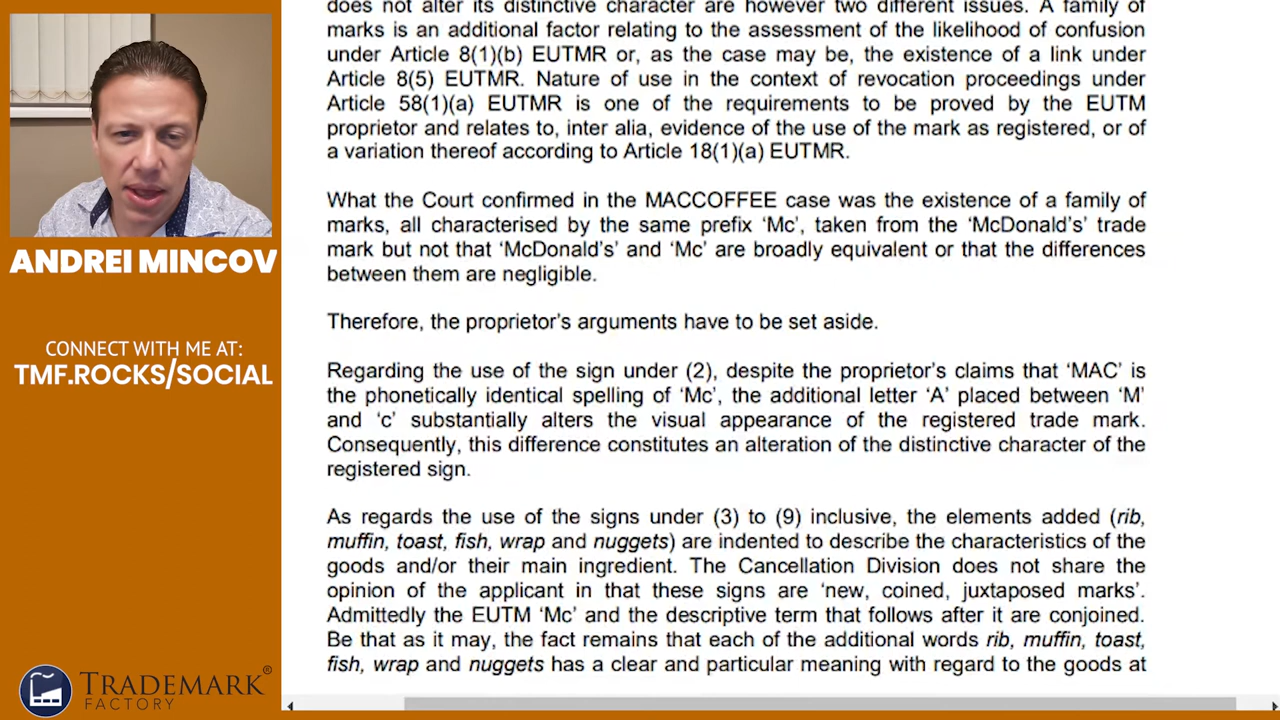 does not alter its distinctive character are however two different issues. A family of
marks is an additional factor relating to the assessment of the likelihood of confusion
under Article 8(1)(b) EUTMR or, as the case may be, the existence of a link under
Article 8(5) EUTMR. Nature of use in the context of revocation proceedings under
Article 58(1)(a) EUTMR is one of the requirements to be proved by the EUTM
proprietor and relates to, inter alia, evidence of the use of the mark as registered, or of
a variation thereof according to Article 18(1)(a) EUTMR.
What the Court confirmed in the MACCOFFEE case was the existence of a family of
marks, all characterised by the same prefix ‘Mc’, taken from the ‘McDonald’s’ trade
mark but not that ‘McDonald’s’ and ‘Mc’ are broadly equivalent or that the differences
between them are negligible.
Therefore, the proprietor’s arguments have to be set aside.
Regarding the use of the sign under (2), despite the proprietor’s claims that ‘MAC’ is
the phonetically identical spelling of ‘Mc’, the additional letter ‘A’ placed between ‘M’
and ‘c’ substantially alters the visual appearance of the registered trade mark.
Consequently, this difference constitutes an alteration of the distinctive character of the
registered sign.
As regards the use of the signs under (3) to (9) inclusive, the elements added (rib,
muffin, toast, fish, wrap and nuggets) are indented to describe the characteristics of the
goods and/or their main ingredient. The Cancellation Division does not share the
opinion of the applicant in that these signs are ‘new, coined, juxtaposed marks’.
Admittedly the EUTM ‘Mc’ and the descriptive term that follows after it are conjoined.
Be that as it may, the fact remains that each of the additional words rib, muffin, toast,
fish, wrap and nuggets has a clear and particular meaning with regard to the goods at
ANDREI MINCOV
CONNECT WITH ME AT:
TMF.ROCKS/SOCIAL
TRADEMARK®
FACTORY